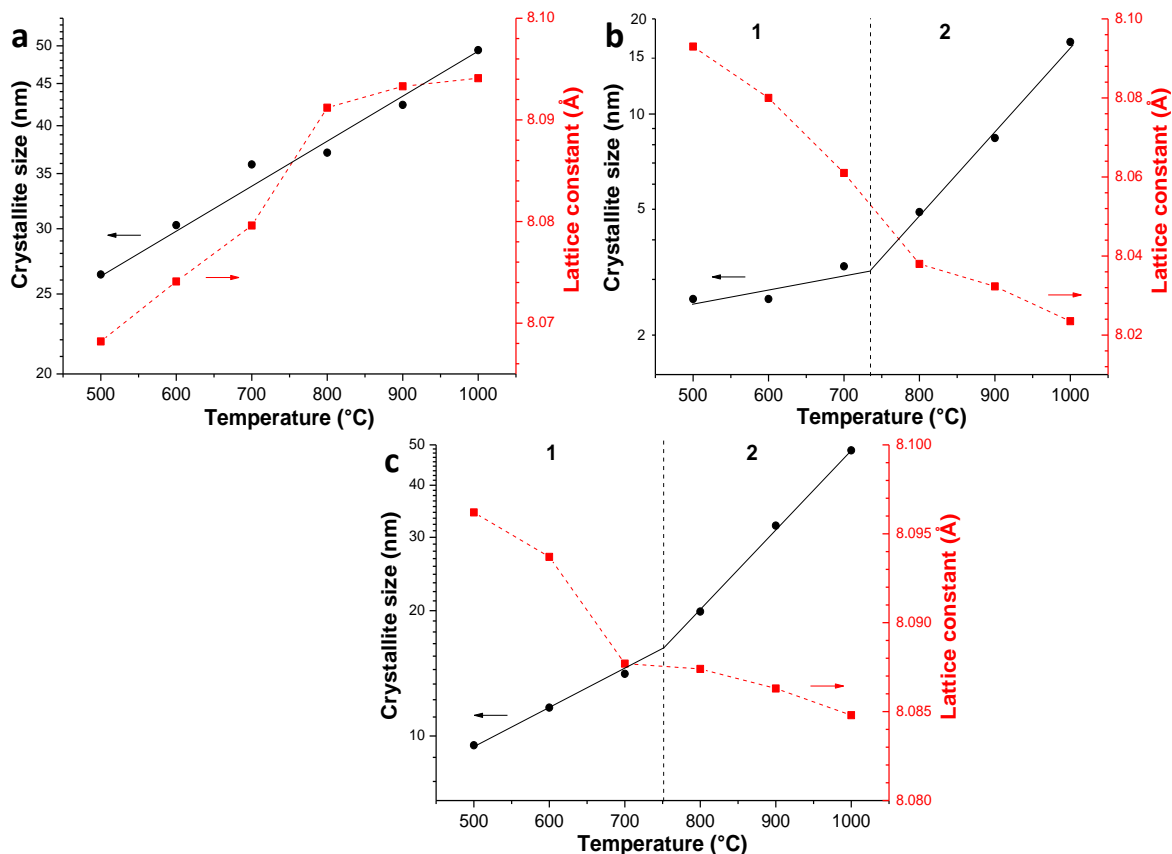 a
Crystallite size (nm)
50
45
40
35
30
25
20
500 600 700 800 900 1000
Temperature (°C)
8.10
8.09
8.08
8.07
Lattice constant (Å)
b
1 2
Crystallite size (nm)
20
15
10
5
2
500 600 700 800 900 1000
Temperature (°C)
8.10
8.08
8.06
8.04
8.02
Lattice constant (Å)
c
1 2
Crystallite size (nm)
50
40
30
20
10
500 600 700 800 900 1000
Temperature (°C)
8.100
8.095
8.090
8.085
8.080
Lattice constant (Å)